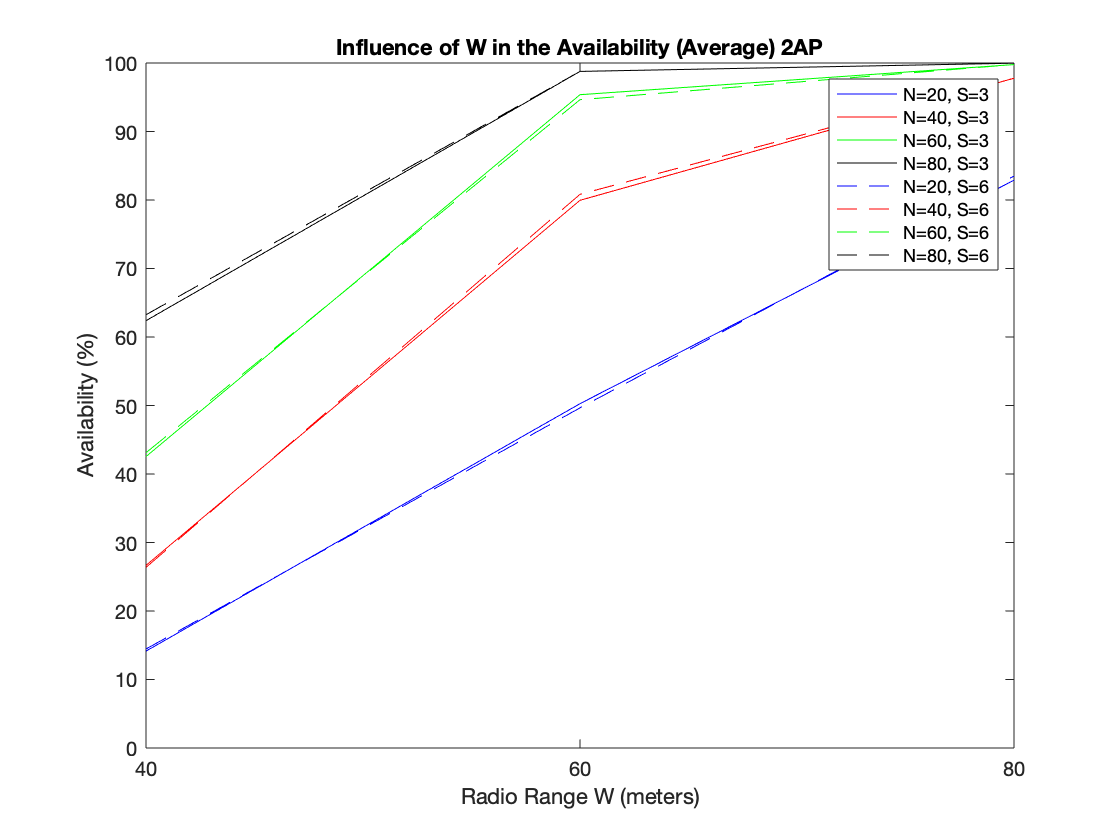 Influence of W in the Availability (Average) 2AP
100
90
80
70
60
50
40
30
20
10
0
Availability (%)
N=20, S=3
N=40, S=3
N=60, S=3
N=80, S=3
N=20, S=6
N=40, S=6
N=60, S=6
N=80, S=6
40 60 80
Radio Range W (meters)